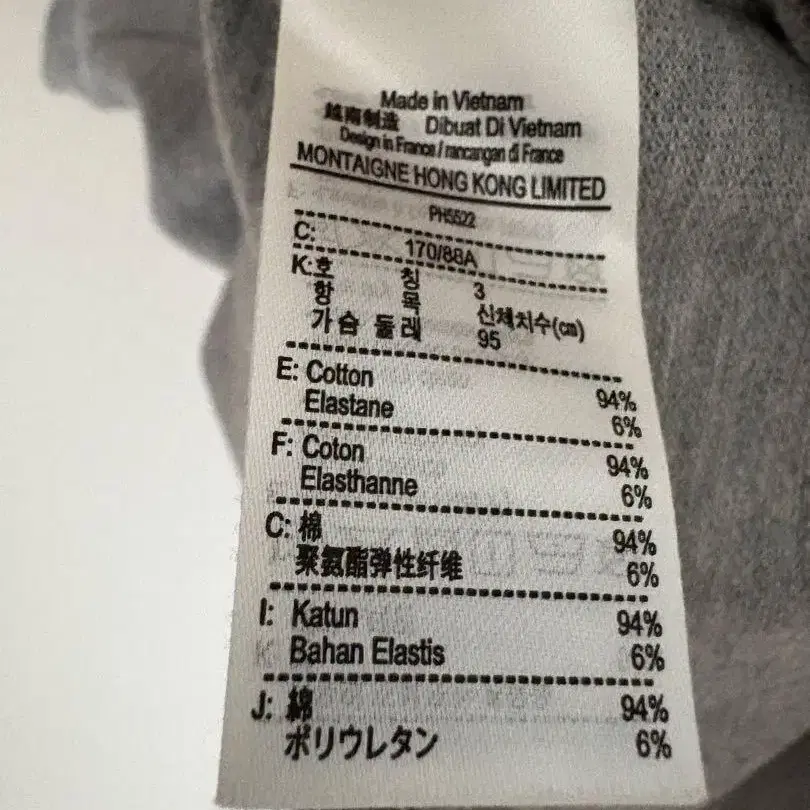 Made in Vietnam
越南制造 Dibuat Di Vietnam
Design in France / rancangan di France
MONTAIGNE HONG KONG LIMITED
PH5522
C: 170/88A
K: 호 칭 3
항 목 신체치수(㎝)
가슴 둘레 95
E: Cotton 94%
Elastane 6%
F: Coton 94%
Elasthanne 6%
C: 棉 94%
聚氨酯弹性纤维 6%
I: Katun 94%
Bahan Elastis 6%
J: 綿 94%
ポリウレタン 6%